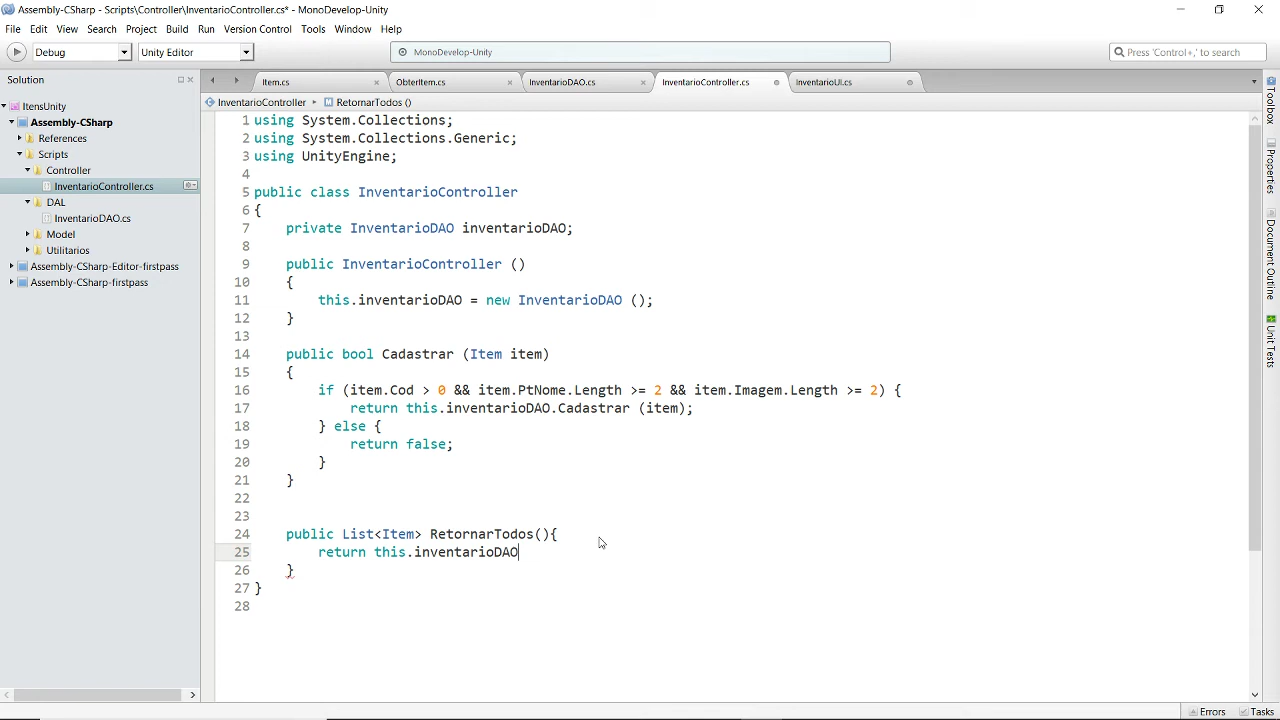 Assembly-CSharp - Scripts\Controller\InventarioController.cs* - MonoDevelop-Unity
File Edit View Search Project Build Run Version Control Tools Window Help
Debug Unity Editor MonoDevelop-Unity Press 'Control+,' to search
Solution
Item.cs ObterItem.cs InventarioDAO.cs InventarioController.cs InventarioUI.cs
InventarioController RetornarTodos ()
ItensUnity
Assembly-CSharp
References
Scripts
Controller
InventarioController.cs
DAL
InventarioDAO.cs
Model
Utilitarios
Assembly-CSharp-Editor-firstpass
Assembly-CSharp-firstpass
1 using System.Collections;
2 using System.Collections.Generic;
3 using UnityEngine;
4
5 public class InventarioController
6 {
7 private InventarioDAO inventarioDAO;
8
9 public InventarioController ()
10 {
11 this.inventarioDAO = new InventarioDAO ();
12 }
13
14 public bool Cadastrar (Item item)
15 {
16 if (item.Cod > 0 && item.PtNome.Length >= 2 && item.Imagem.Length >= 2) {
17 return this.inventarioDAO.Cadastrar (item);
18 } else {
19 return false;
20 }
21 }
22
23
24 public List<Item> RetornarTodos(){
25 return this.inventarioDAO
26 }
27 }
28
Toolbox
Properties
Document Outline
Unit Tests
Errors Tasks